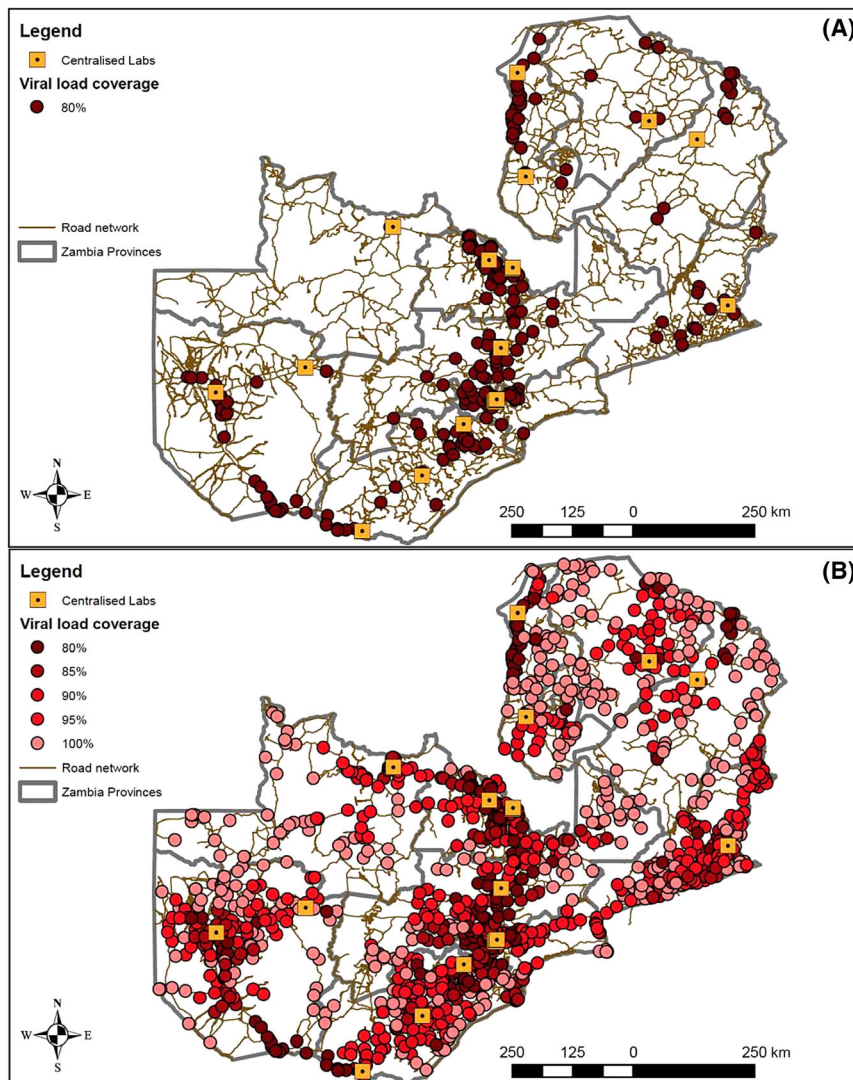 (A)
Legend
Centralised Labs
Viral load coverage
80%
Road network
Zambia Provinces
N
W E
S
250 125 0 250 km
(B)
Legend
Centralised Labs
Viral load coverage
80%
85%
90%
95%
100%
Road network
Zambia Provinces
N
W E
S
250 125 0 250 km